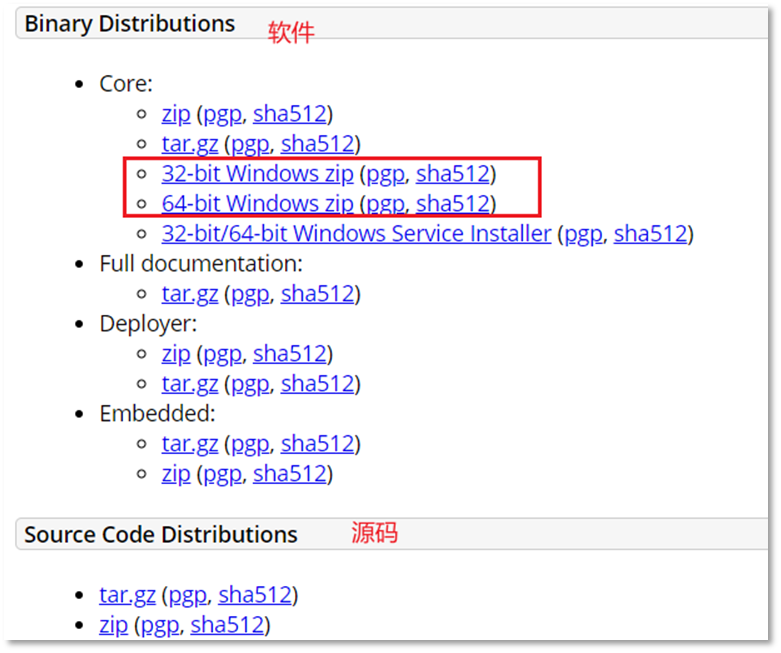 Binary Distributions 软件
Core:
zip (pgp, sha512)
tar.gz (pgp, sha512)
32-bit Windows zip (pgp, sha512)
64-bit Windows zip (pgp, sha512)
32-bit/64-bit Windows Service Installer (pgp, sha512)
Full documentation:
tar.gz (pgp, sha512)
Deployer:
zip (pgp, sha512)
tar.gz (pgp, sha512)
Embedded:
tar.gz (pgp, sha512)
zip (pgp, sha512)
Source Code Distributions 源码
tar.gz (pgp, sha512)
zip (pgp, sha512)